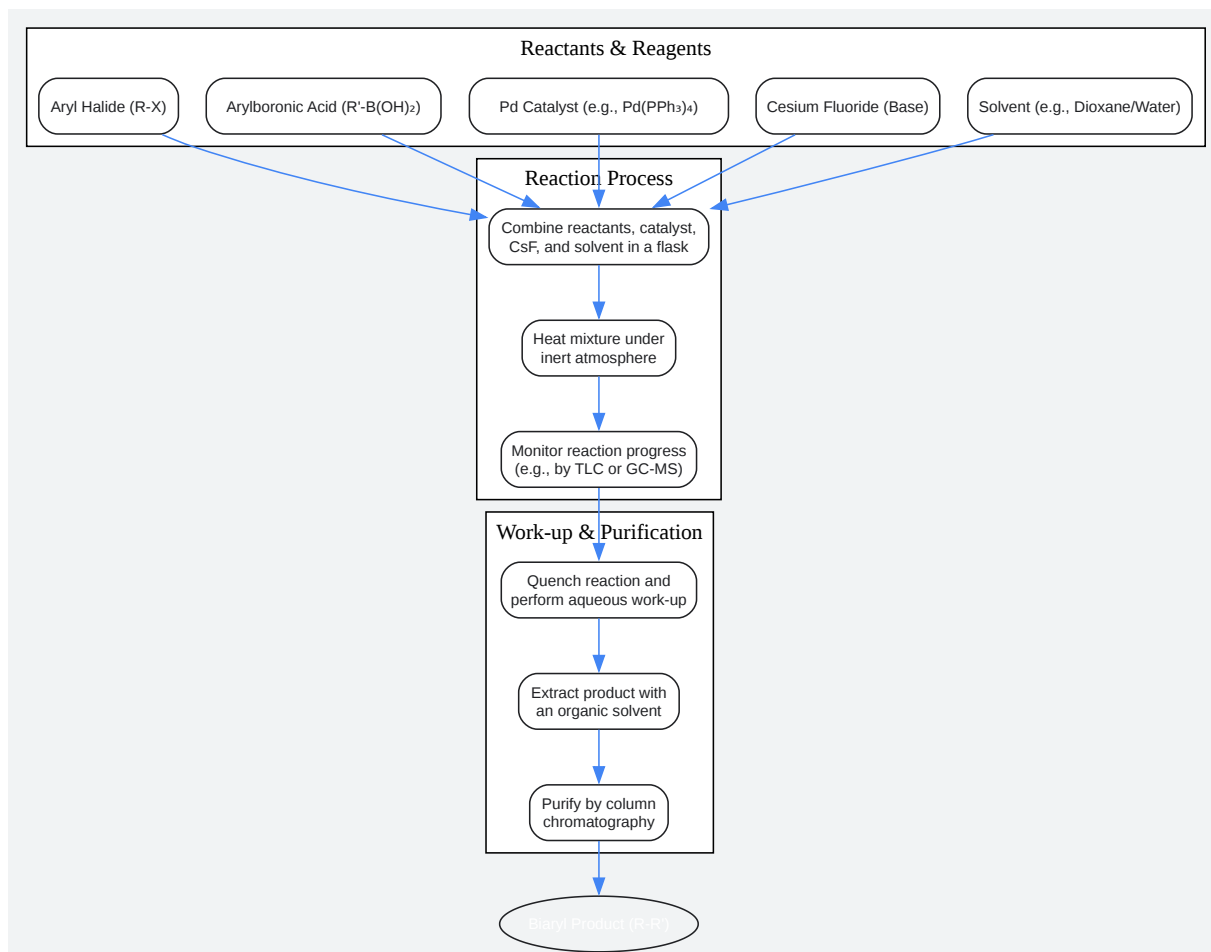 Reactants & Reagents
Aryl Halide (R-X)
Arylboronic Acid (R'-B(OH)₂)
Pd Catalyst (e.g., Pd(PPh₃)₄)
Cesium Fluoride (Base)
Solvent (e.g., Dioxane/Water)
Reaction Process
Combine reactants, catalyst,
CsF, and solvent in a flask
Heat mixture under
inert atmosphere
Monitor reaction progress
(e.g., by TLC or GC-MS)
Work-up & Purification
Quench reaction and
perform aqueous work-up
Extract product with
an organic solvent
Purify by column
chromatography
Biaryl Product (R-R')